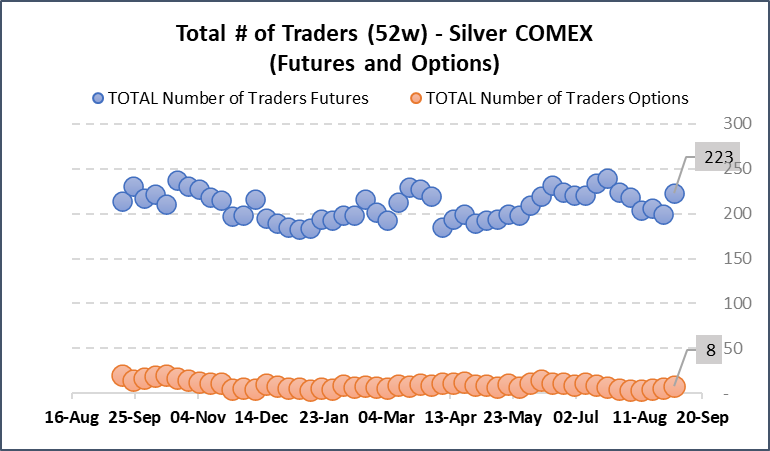 Total # of Traders (52w) - Silver COMEX
(Futures and Options)
TOTAL Number of Traders Futures
TOTAL Number of Traders Options
300
223
250
200
150
100
8
50
-
16-Aug 25-Sep 04-Nov 14-Dec 23-Jan 04-Mar 13-Apr 23-May 02-Jul 11-Aug 20-Sep